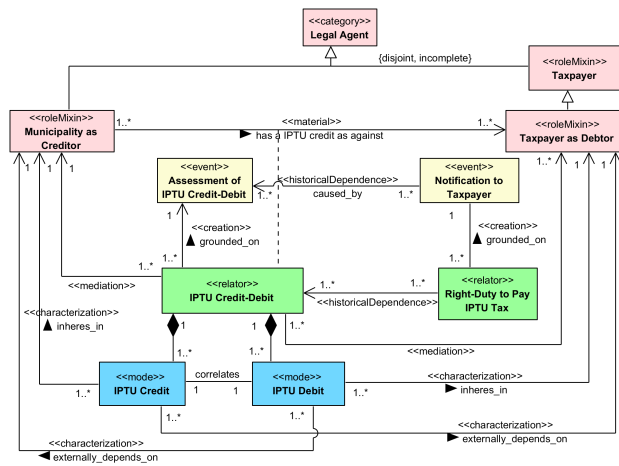 <<category>>
Legal Agent
{disjoint, incomplete}
<<roleMixin>>
Taxpayer
<<roleMixin>>
Municipality as
Creditor
1..*
<<material>>
has a IPTU credit as against
1..*
<<roleMixin>>
Taxpayer as Debtor
1
1
1
1..*
1
1
<<event>>
Assessment of
IPTU Credit-Debit
1..*
<<historicalDependence>>
caused_by
1..*
<<event>>
Notification to
Taxpayer
1
<<creation>>
grounded_on
1..*
1
<<creation>>
grounded_on
1..*
1..*
<<mediation>>
<<relator>>
IPTU Credit-Debit
1..*
<<historicalDependence>>
1..*
<<relator>>
Right-Duty to Pay
IPTU Tax
<<characterization>>
inheres_in
1
1
1..*
<<mediation>>
1..*
1..*
<<mode>>
IPTU Credit
correlates
1
1
<<mode>>
IPTU Debit
<<characterization>>
inheres_in
1..*
1..*
1..*
1..*
<<characterization>>
externally_depends_on
<<characterization>>
externally_depends_on